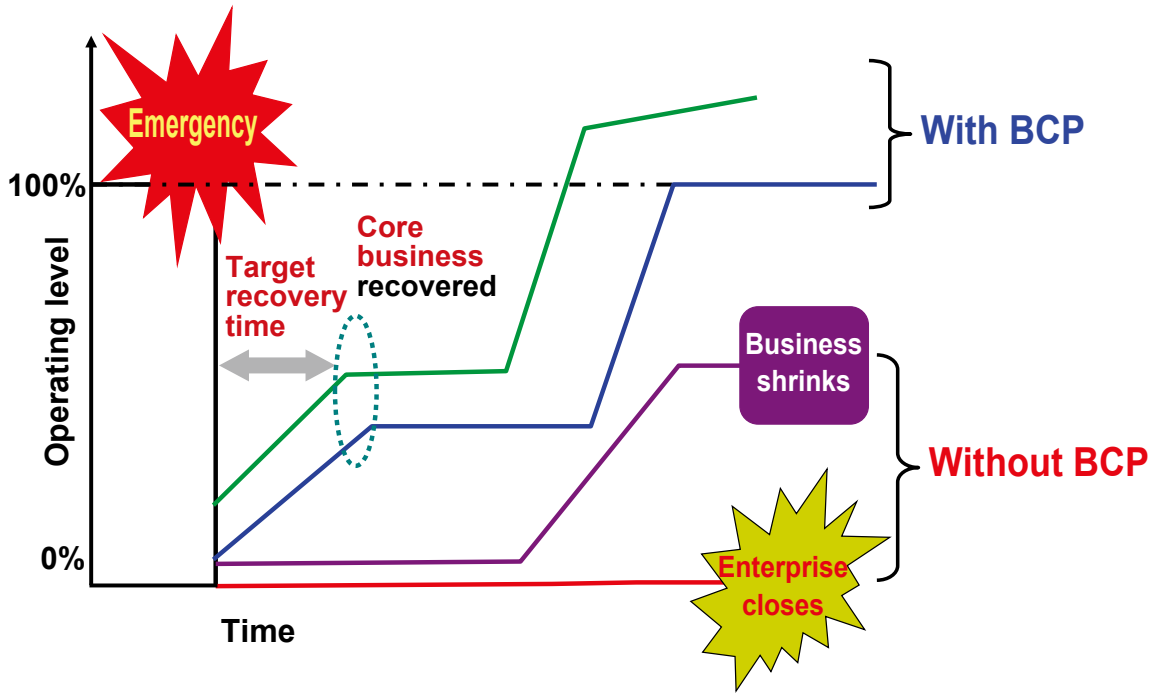 Emergency
With BCP
100%
Core
business
recovered
Target
recovery
time
Operating level
Business
shrinks
Without BCP
0%
Enterprise
closes
Time